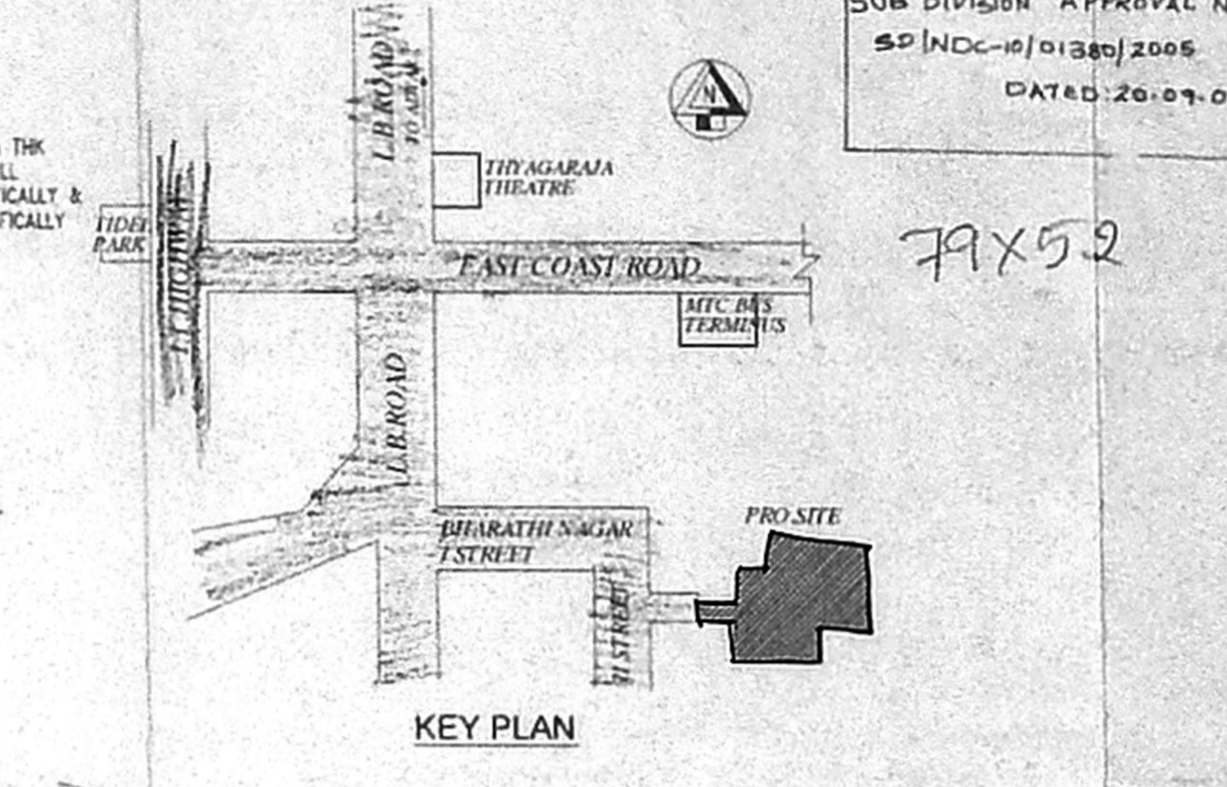 SUB DIVISION APPROVAL N
SD/NDC-10/01380/2005
DATED:20.09.0
THK
LL
ICALLY &
FICALLY
L.B.ROAD
TO
N
THYAGARAJA
THEATRE
TIDEL
PARK
I.T.HIGHWAY
EAST COAST ROAD
79X52
MTC BUS
TERMINUS
L.B.ROAD
BHARATHI NAGAR
I STREET
PRO.SITE
II STREET
KEY PLAN